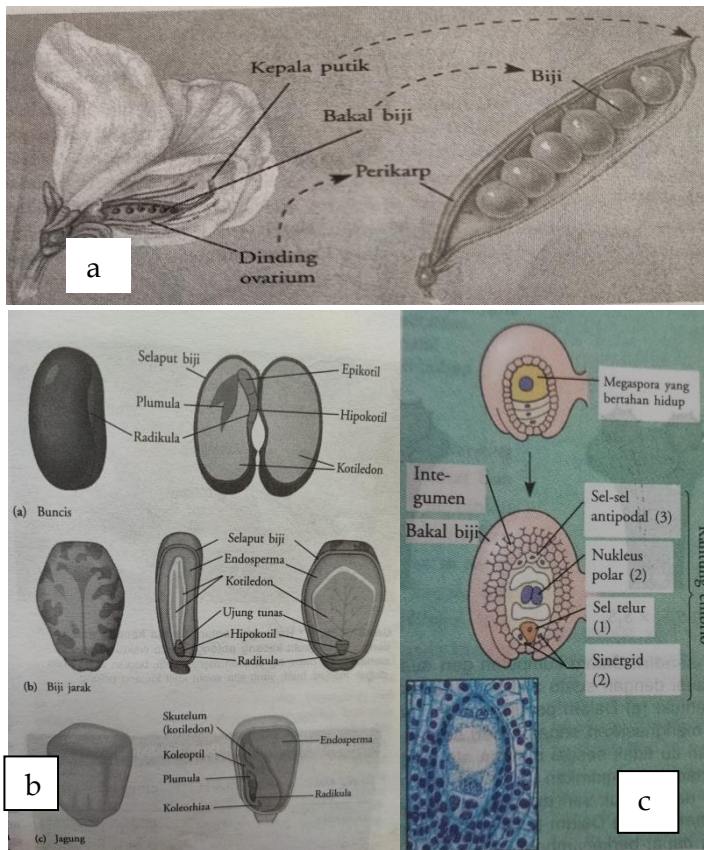 Kepala putik
Biji
Bakal biji
Perikarp
Dinding
ovarium
a
Selaput biji
Epikotil
Plumula
Hipokotil
Radikula
Kotiledon
(a) Buncis
Selaput biji
Endosperma
Kotiledon
Ujung tunas
Hipokotil
Radikula
(b) Biji jarak
Skutelum
(kotiledon)
Endosperma
Koleoptil
Plumula
Radikula
Koleorhiza
(c) Jagung
b
Megaspora yang
bertahan hidup
Inte-
gumen
Bakal biji
Sel-sel
antipodal (3)
Nukleus
polar (2)
Sel telur
(1)
Sinergid
(2)
c